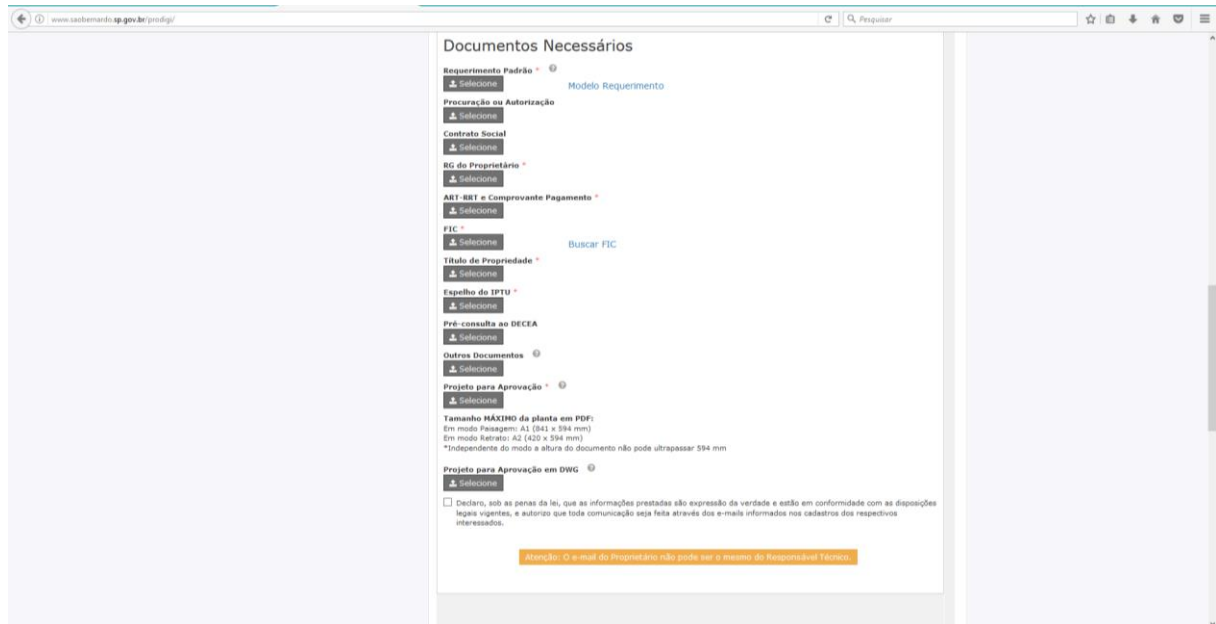 www.saobernardo.sp.gov.br/prodigi/
Pesquisar
Documentos Necessários
Requerimento Padrão *
Selecione
Modelo Requerimento
Procuração ou Autorização
Selecione
Contrato Social
Selecione
RG do Proprietário *
Selecione
ART-RRT e Comprovante Pagamento *
Selecione
FIC *
Selecione
Buscar FIC
Título de Propriedade *
Selecione
Espelho do IPTU *
Selecione
Pré-consulta ao DECEA
Selecione
Outros Documentos
Selecione
Projeto para Aprovação *
Selecione
Tamanho MÁXIMO da planta em PDF:
Em modo Paisagem: A1 (841 x 594 mm)
Em modo Retrato: A2 (420 x 594 mm)
*Independente do modo a altura do documento não pode ultrapassar 594 mm
Projeto para Aprovação em DWG
Selecione
Declaro, sob as penas da lei, que as informações prestadas são expressão da verdade e estão em conformidade com as disposições
legais vigentes, e autorizo que toda comunicação seja feita através dos e-mails informados nos cadastros dos respectivos
interessados.
Atenção: O e-mail do Proprietário não pode ser o mesmo do Responsável Técnico.